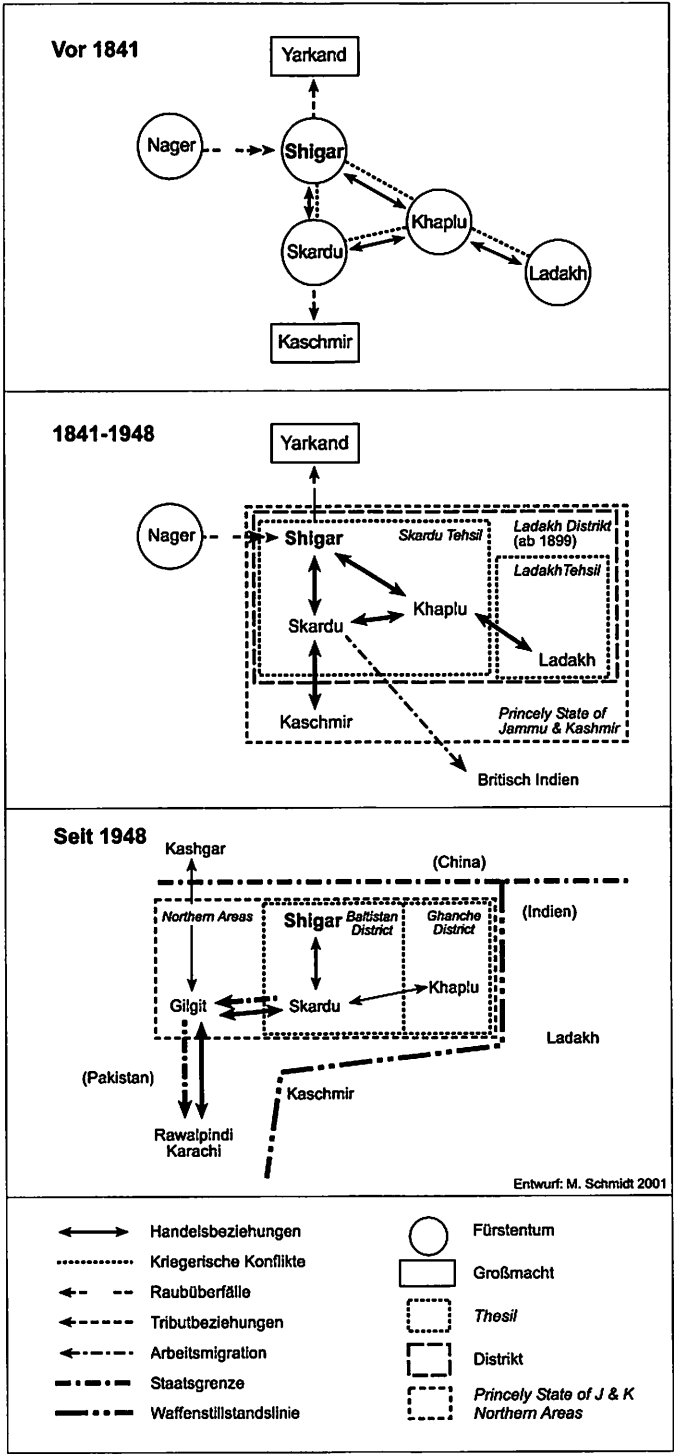 Vor 1841
Yarkand
Nager
Shigar
Khaplu
Skardu
Ladakh
Kaschmir
1841-1948
Yarkand
Nager
Shigar
Skardu Tehsil
Ladakh Distrikt
(ab 1899)
Ladakh Tehsil
Khaplu
Skardu
Ladakh
Kaschmir
Princely State of
Jammu & Kashmir
Britisch Indien
Seit 1948
Kashgar
(China)
Northern Areas
Shigar
Baltistan
District
Ghanche
District
(Indien)
Gilgit
Skardu
Khaplu
Ladakh
(Pakistan)
Kaschmir
Rawalpindi
Karachi
Entwurf: M. Schmidt 2001
Handelsbeziehungen
Kriegerische Konflikte
Raubüberfälle
Tributbeziehungen
Arbeitsmigration
Staatsgrenze
Waffenstillstandslinie
Fürstentum
Großmacht
Thesil
Distrikt
Princely State of J & K
Northern Areas